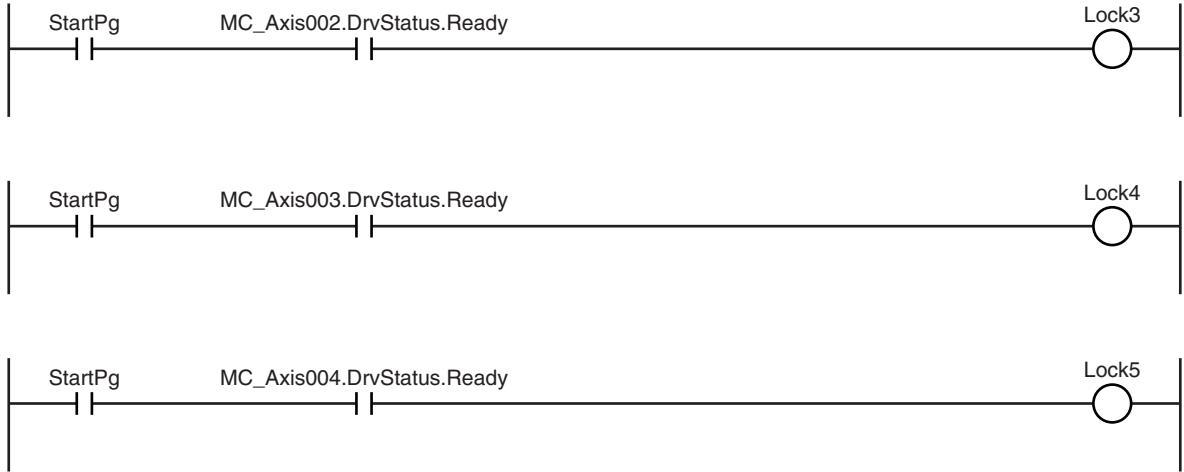 StartPg MC_Axis002.DrvStatus.Ready Lock3
StartPg MC_Axis003.DrvStatus.Ready Lock4
StartPg MC_Axis004.DrvStatus.Ready Lock5